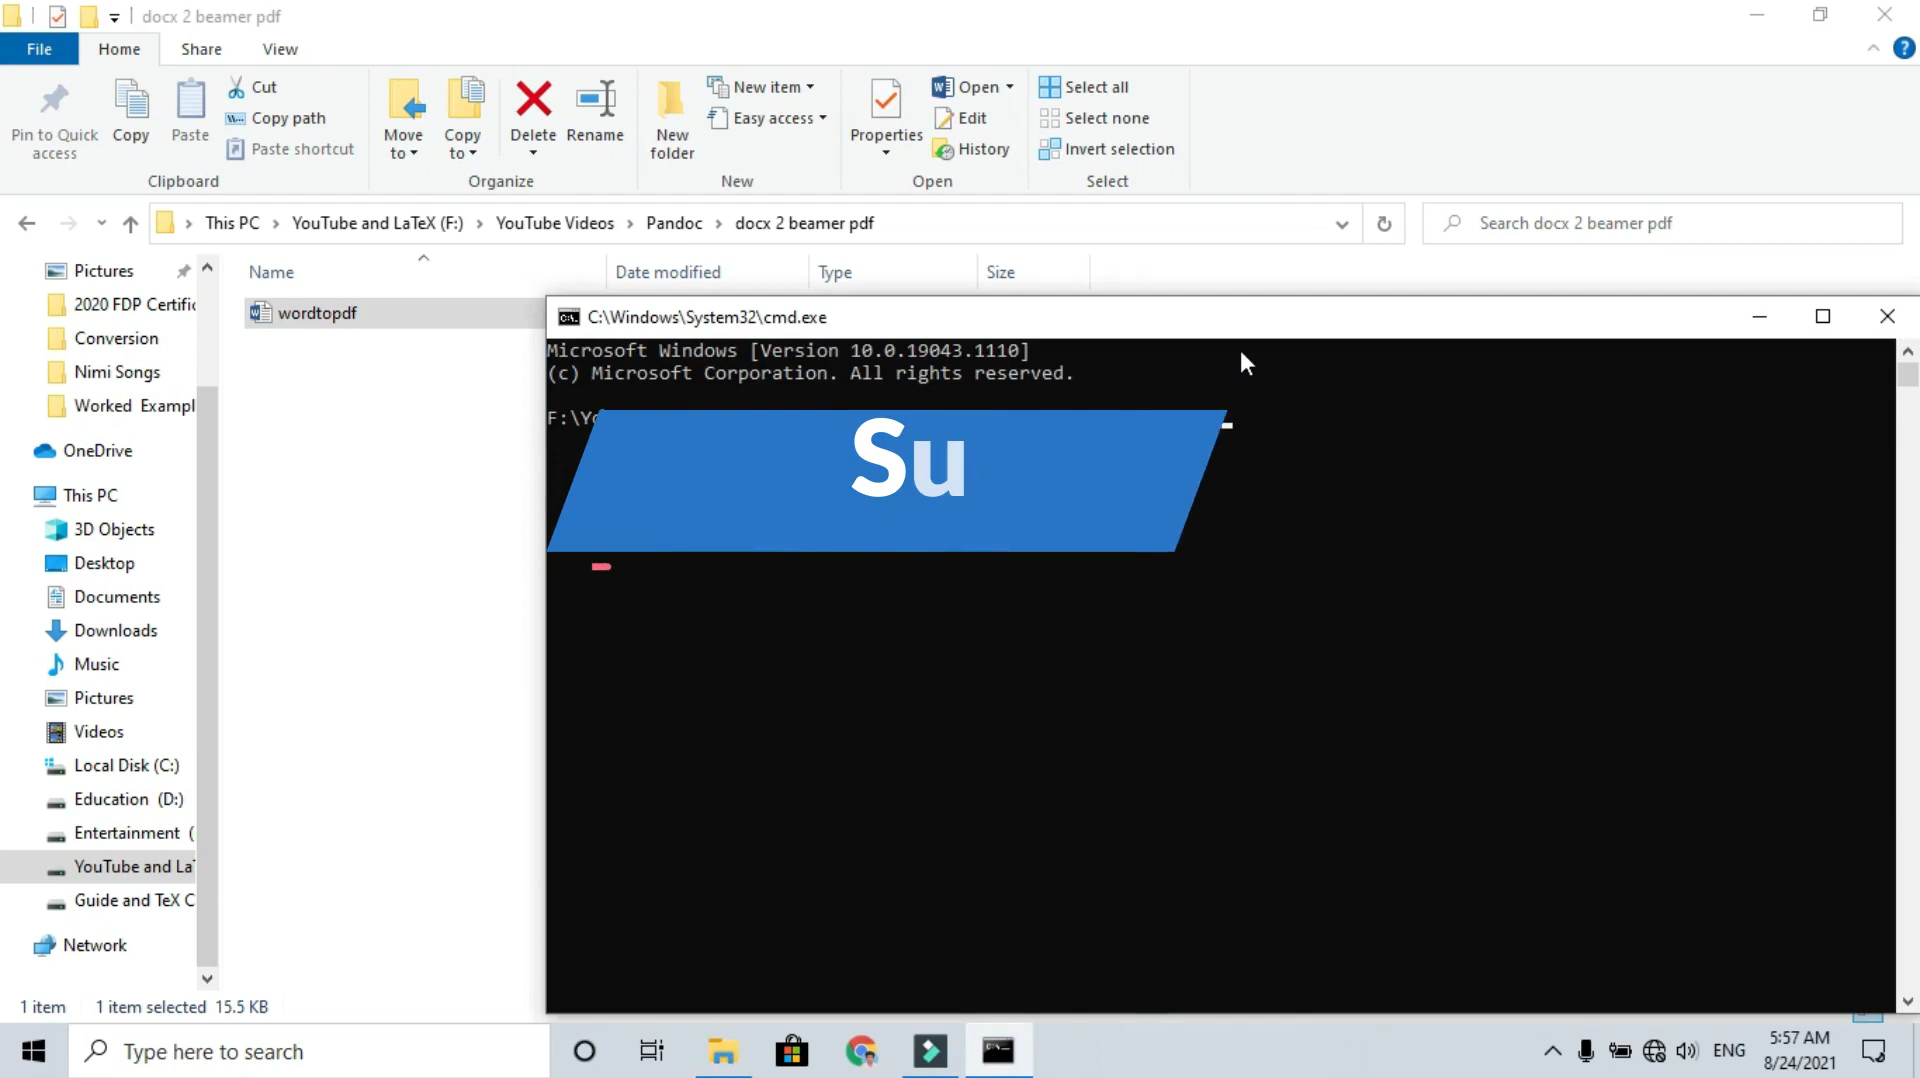 docx 2 beamer pdf
File Home Share View
Pin to Quick access
Copy
Paste
Cut
Copy path
Paste shortcut
Clipboard
Move to
Copy to
Delete
Rename
Organize
New folder
New item
Easy access
New
Properties
Open
Edit
History
Open
Select all
Select none
Invert selection
Select
This PC > YouTube and LaTeX (F:) > YouTube Videos > Pandoc > docx 2 beamer pdf
Search docx 2 beamer pdf
Name Date modified Type Size
wordtopdf
Pictures
2020 FDP Certific
Conversion
Nimi Songs
Worked Exampl
OneDrive
This PC
3D Objects
Desktop
Documents
Downloads
Music
Pictures
Videos
Local Disk (C:)
Education (D:)
Entertainment (
YouTube and La
Guide and TeX C
Network
1 item 1 item selected 15.5 KB
C:\Windows\System32\cmd.exe
Microsoft Windows [Version 10.0.19043.1110]
(c) Microsoft Corporation. All rights reserved.
F:\Yo
Su
Type here to search
ENG
5:57 AM
8/24/2021